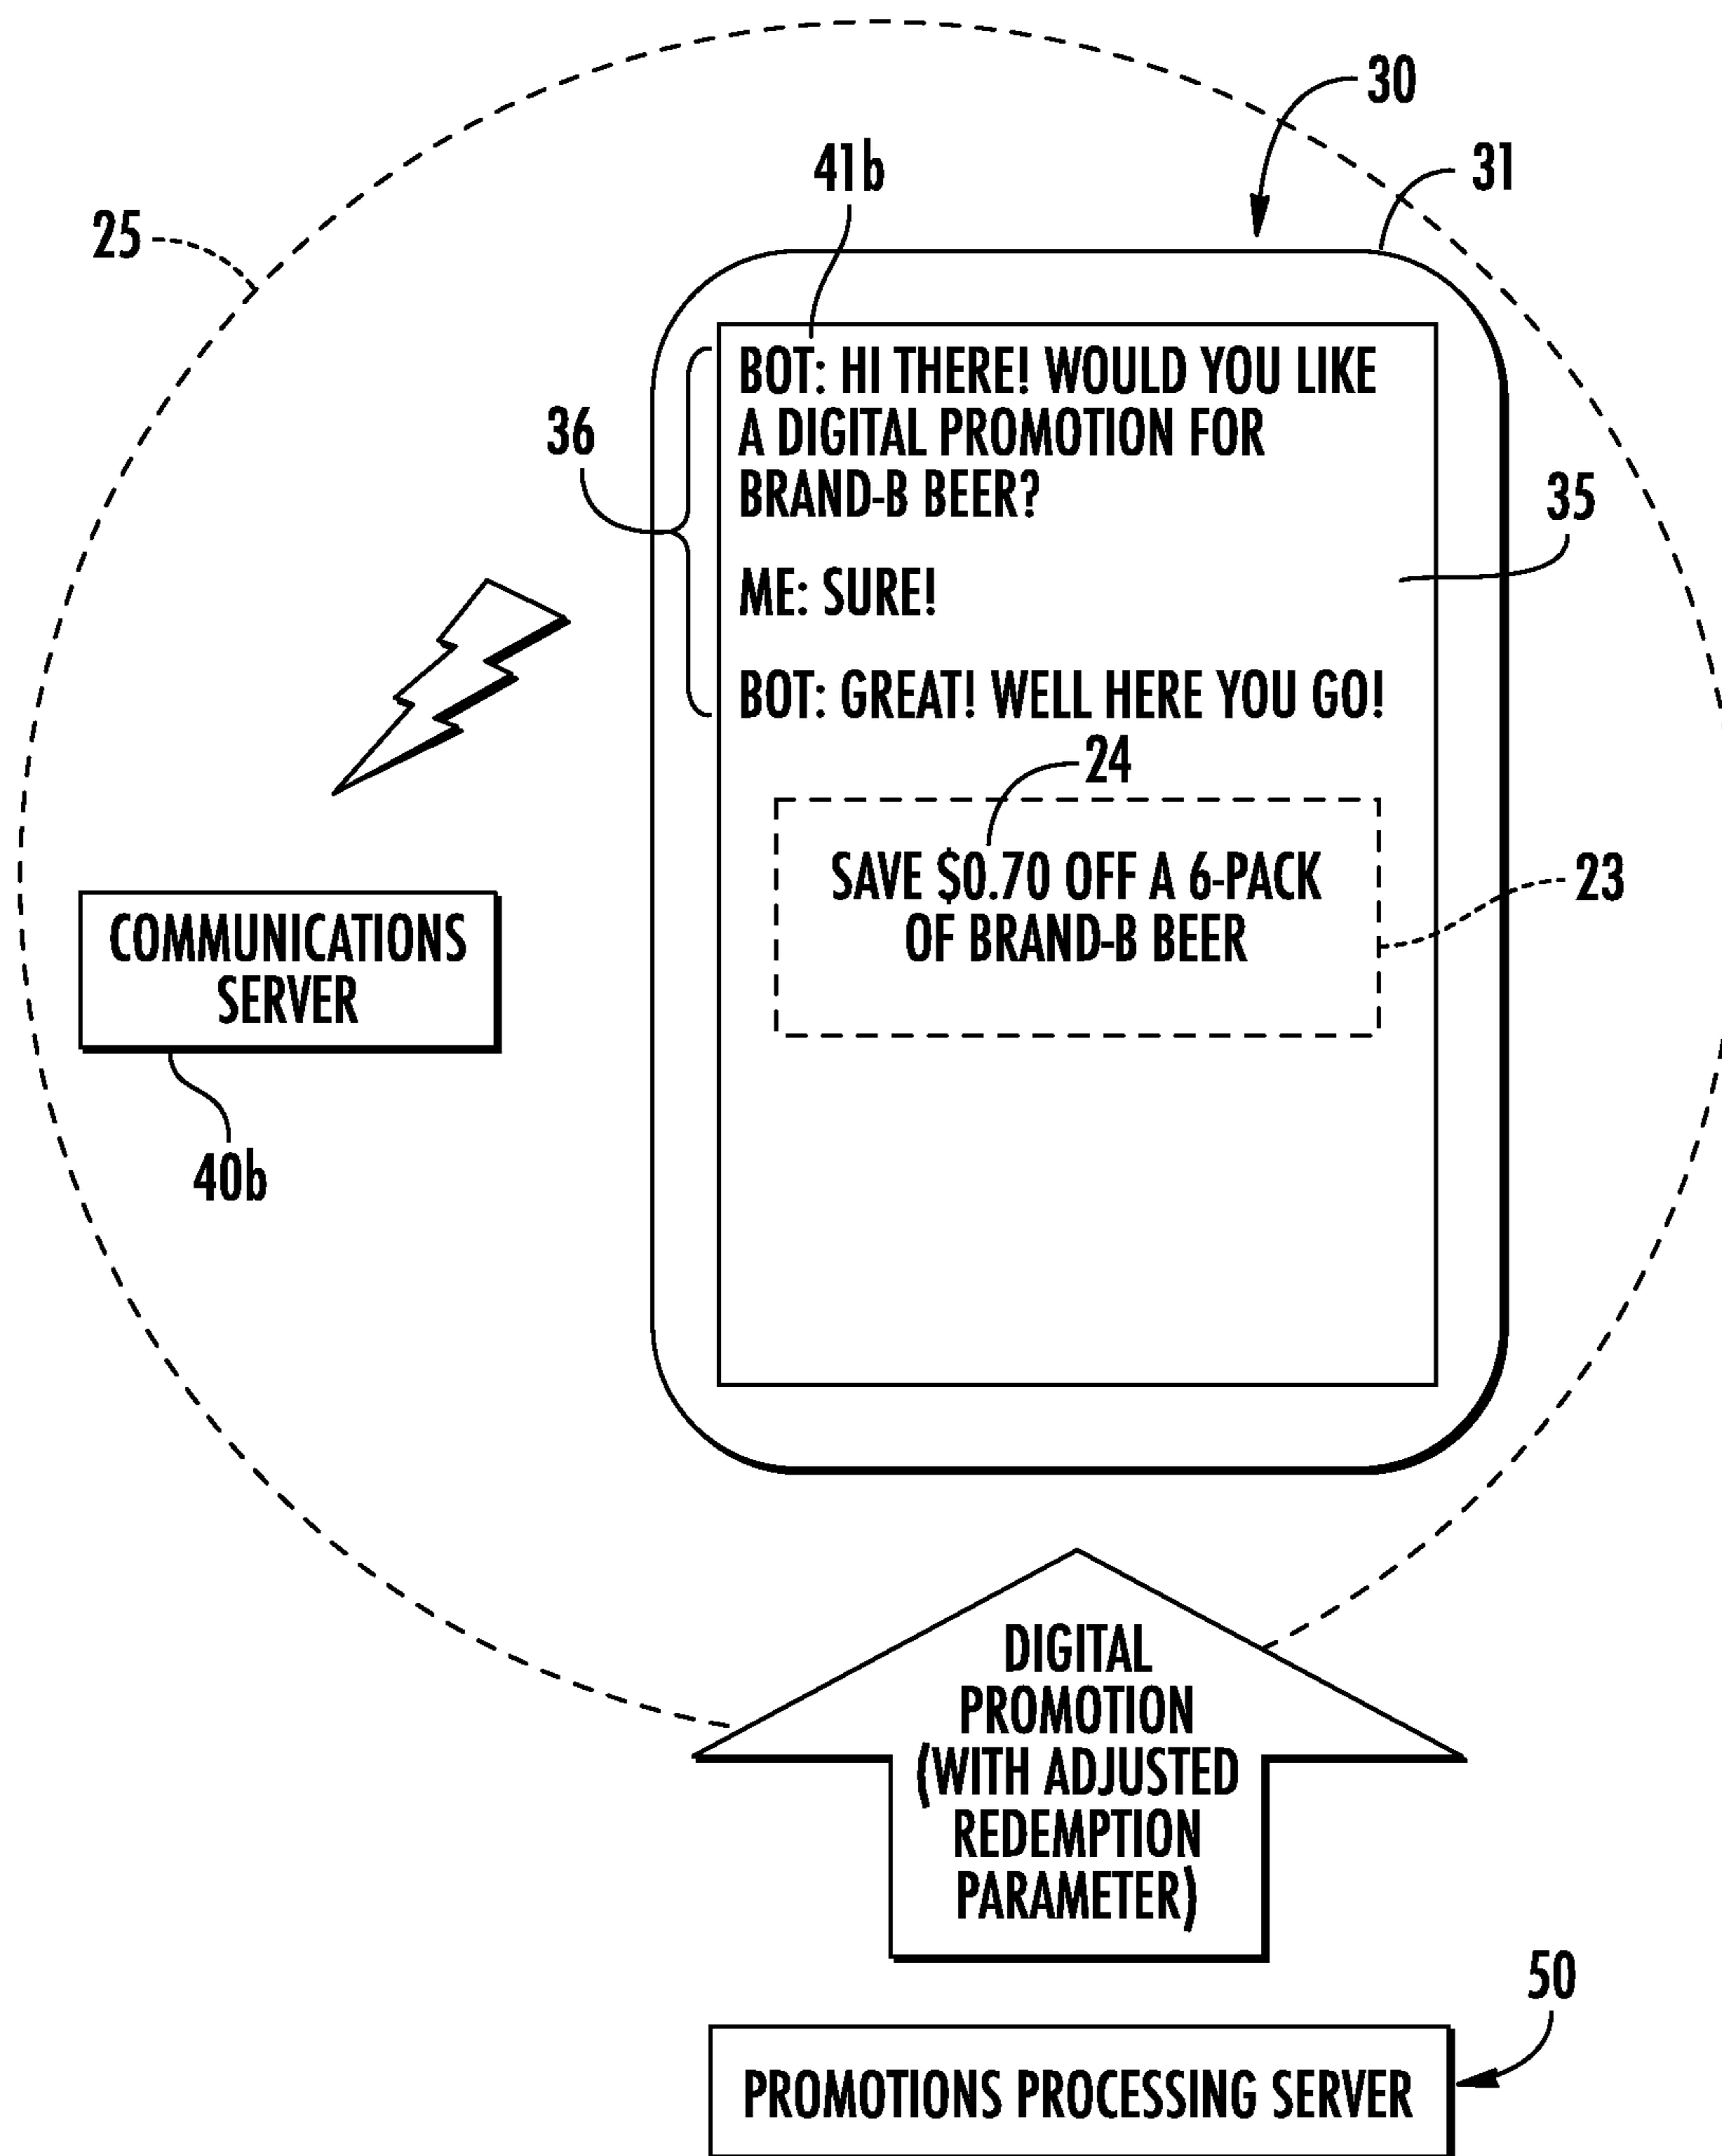 30
41b
31
25
BOT: HI THERE! WOULD YOU LIKE
A DIGITAL PROMOTION FOR
BRAND-B BEER?
36
35
ME: SURE!
BOT: GREAT! WELL HERE YOU GO!
24
SAVE $0.70 OFF A 6-PACK
OF BRAND-B BEER
23
COMMUNICATIONS
SERVER
40b
DIGITAL
PROMOTION
(WITH ADJUSTED
REDEMPTION
PARAMETER)
50
PROMOTIONS PROCESSING SERVER